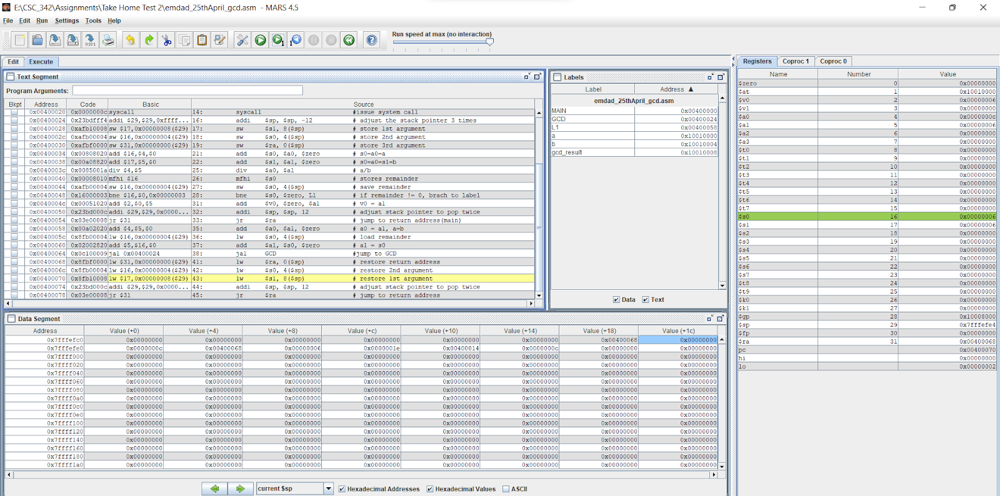 E:\CSC_342\Assignments\Take Home Test 2\emdad_25thApril_gcd.asm - MARS 4.5
File Edit Run Settings Tools Help
Run speed at max (no interaction)
Edit Execute
Text Segment
Program Arguments:
Bkpt Address Code Basic Source
0x00400020 0x0000000c syscall 14: syscall #issue system call
0x00400024 0x23bdfff4 addi $29,$29,0xffff... 16: addi $sp, $sp, -12 # adjust the stack pointer 3 times
0x00400028 0xafb10008 sw $17,0x00000008($29) 17: sw $s1, 8($sp) # store 1st argument
0x0040002c 0xafb00004 sw $16,0x00000004($29) 18: sw $s0, 4($sp) # store 2nd argument
0x00400030 0xafbf0000 sw $31,0x00000000($29) 19: sw $ra, 0($sp) # store 3rd argument
0x00400034 0x00808020 add $16,$4,$0 21: add $s0, $a0, $zero # s0=a0=a
0x00400038 0x00a08820 add $17,$5,$0 22: add $s1, $a1, $zero # s0=a0=s1=b
0x0040003c 0x0085001a div $4,$5 25: div $a0, $a1 # a/b
0x00400040 0x00008010 mfhi $16 26: mfhi $s0 # stores remainder
0x00400044 0xafb00004 sw $16,0x00000004($29) 27: sw $s0, 4($sp) # save remainder
0x00400048 0x16000003 bne $16,$0,0x00000003 28: bne $s0, $zero, L1 # if remainder != 0, brach to label
0x0040004c 0x00051020 add $2,$0,$5 31: add $v0, $zero, $a1 # v0 = a1
0x00400050 0x23bd000c addi $29,$29,0x0000... 32: addi $sp, $sp, 12 # adjust stack pointer to pop twice
0x00400054 0x03e00008 jr $31 33: jr $ra # jump to return address(main)
0x00400058 0x00a02020 add $4,$5,$0 35: add $a0, $a1, $zero # a0 = a1, a=b
0x0040005c 0x8fb00004 lw $16,0x00000004($29) 36: lw $s0, 4($sp) # load remainder
0x00400060 0x02002820 add $5,$16,$0 37: add $a1, $s0, $zero # a1 = s0
0x00400064 0x0c100009 jal 0x00400024 38: jal GCD #jump to GCD
0x00400068 0x8fbf0000 lw $31,0x00000000($29) 41: lw $ra, 0($sp) # restore return address
0x0040006c 0x8fb00004 lw $16,0x00000004($29) 42: lw $s0, 4($sp) # restore 2nd argument
0x00400070 0x8fb10008 lw $17,0x00000008($29) 43: lw $s1, 8($sp) # restore 1st argument
0x00400074 0x23bd000c addi $29,$29,0x0000... 44: addi $sp, $sp, 12 # adjust stack pointer to pop twice
0x00400078 0x03e00008 jr $31 45: jr $ra # jump to return address
Labels
Label Address ▲
emdad_25thApril_gcd.asm
MAIN 0x00400000
GCD 0x00400024
L1 0x00400058
a 0x10010000
b 0x10010004
gcd_result 0x10010008
Data Text
Registers Coproc 1 Coproc 0
Name Number Value
$zero 0 0x00000000
$at 1 0x10010000
$v0 2 0x00000006
$v1 3 0x00000000
$a0 4 0x0000000c
$a1 5 0x00000006
$a2 6 0x00000000
$a3 7 0x00000000
$t0 8 0x00000000
$t1 9 0x00000000
$t2 10 0x00000000
$t3 11 0x00000000
$t4 12 0x00000000
$t5 13 0x00000000
$t6 14 0x00000000
$t7 15 0x00000000
$s0 16 0x00000006
$s1 17 0x00000006
$s2 18 0x00000000
$s3 19 0x00000000
$s4 20 0x00000000
$s5 21 0x00000000
$s6 22 0x00000000
$s7 23 0x00000000
$t8 24 0x00000000
$t9 25 0x00000000
$k0 26 0x00000000
$k1 27 0x00000000
$gp 28 0x10008000
$sp 29 0x7fffefe4
$fp 30 0x00000000
$ra 31 0x00400068
pc 0x00400070
hi 0x00000000
lo 0x00000002
Data Segment
Address Value (+0) Value (+4) Value (+8) Value (+c) Value (+10) Value (+14) Value (+18) Value (+1c)
0x7fffefc0 0x00000000 0x00000000 0x00000000 0x00000000 0x00000000 0x00000000 0x00400068 0x00000000
0x7fffefe0 0x0000000c 0x00400068 0x00000006 0x0000001e 0x00400014 0x0000000c 0x00000000 0x00000000
0x7ffff000 0x00000000 0x00000000 0x00000000 0x00000000 0x00000000 0x00000000 0x00000000 0x00000000
0x7ffff020 0x00000000 0x00000000 0x00000000 0x00000000 0x00000000 0x00000000 0x00000000 0x00000000
0x7ffff040 0x00000000 0x00000000 0x00000000 0x00000000 0x00000000 0x00000000 0x00000000 0x00000000
0x7ffff060 0x00000000 0x00000000 0x00000000 0x00000000 0x00000000 0x00000000 0x00000000 0x00000000
0x7ffff080 0x00000000 0x00000000 0x00000000 0x00000000 0x00000000 0x00000000 0x00000000 0x00000000
0x7ffff0a0 0x00000000 0x00000000 0x00000000 0x00000000 0x00000000 0x00000000 0x00000000 0x00000000
0x7ffff0c0 0x00000000 0x00000000 0x00000000 0x00000000 0x00000000 0x00000000 0x00000000 0x00000000
0x7ffff0e0 0x00000000 0x00000000 0x00000000 0x00000000 0x00000000 0x00000000 0x00000000 0x00000000
0x7ffff100 0x00000000 0x00000000 0x00000000 0x00000000 0x00000000 0x00000000 0x00000000 0x00000000
0x7ffff120 0x00000000 0x00000000 0x00000000 0x00000000 0x00000000 0x00000000 0x00000000 0x00000000
0x7ffff140 0x00000000 0x00000000 0x00000000 0x00000000 0x00000000 0x00000000 0x00000000 0x00000000
0x7ffff160 0x00000000 0x00000000 0x00000000 0x00000000 0x00000000 0x00000000 0x00000000 0x00000000
0x7ffff180 0x00000000 0x00000000 0x00000000 0x00000000 0x00000000 0x00000000 0x00000000 0x00000000
0x7ffff1a0 0x00000000 0x00000000 0x00000000 0x00000000 0x00000000 0x00000000 0x00000000 0x00000000
current $sp Hexadecimal Addresses Hexadecimal Values ASCII